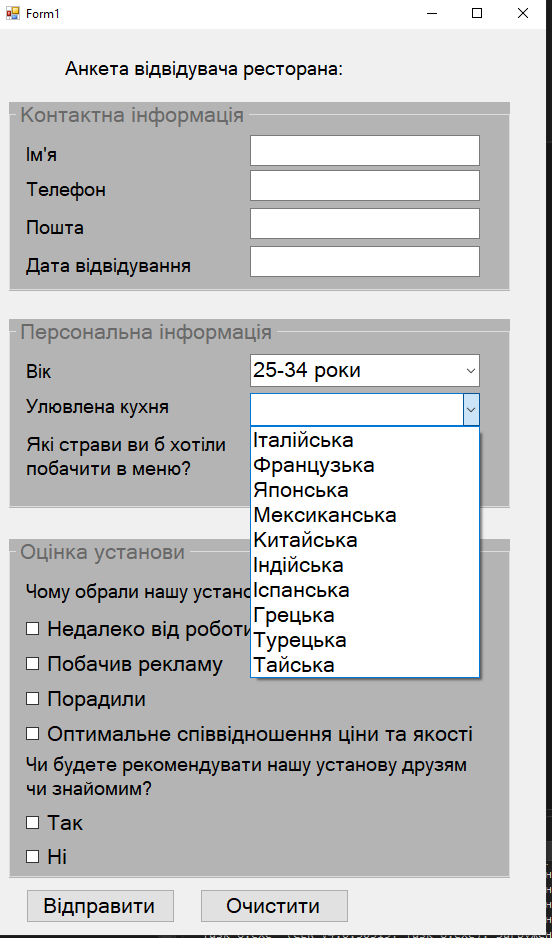 Form1
Анкета відвідувача ресторана:
Контактна інформація
Ім'я
Телефон
Пошта
Дата відвідування
Персональна інформація
Вік
25-34 роки
Улювлена кухня
Які страви ви б хотіли
побачити в меню?
Італійська
Французька
Японська
Мексиканська
Китайська
Індійська
Іспанська
Грецька
Турецька
Тайська
Оцінка установи
Чому обрали нашу
Недалеко від роботи
Побачив рекламу
Порадили
Оптимальне співвідношення ціни та якості
Чи будете рекомендувати нашу установу друзям
чи знайомим?
Так
Ні
Відправити
Очистити